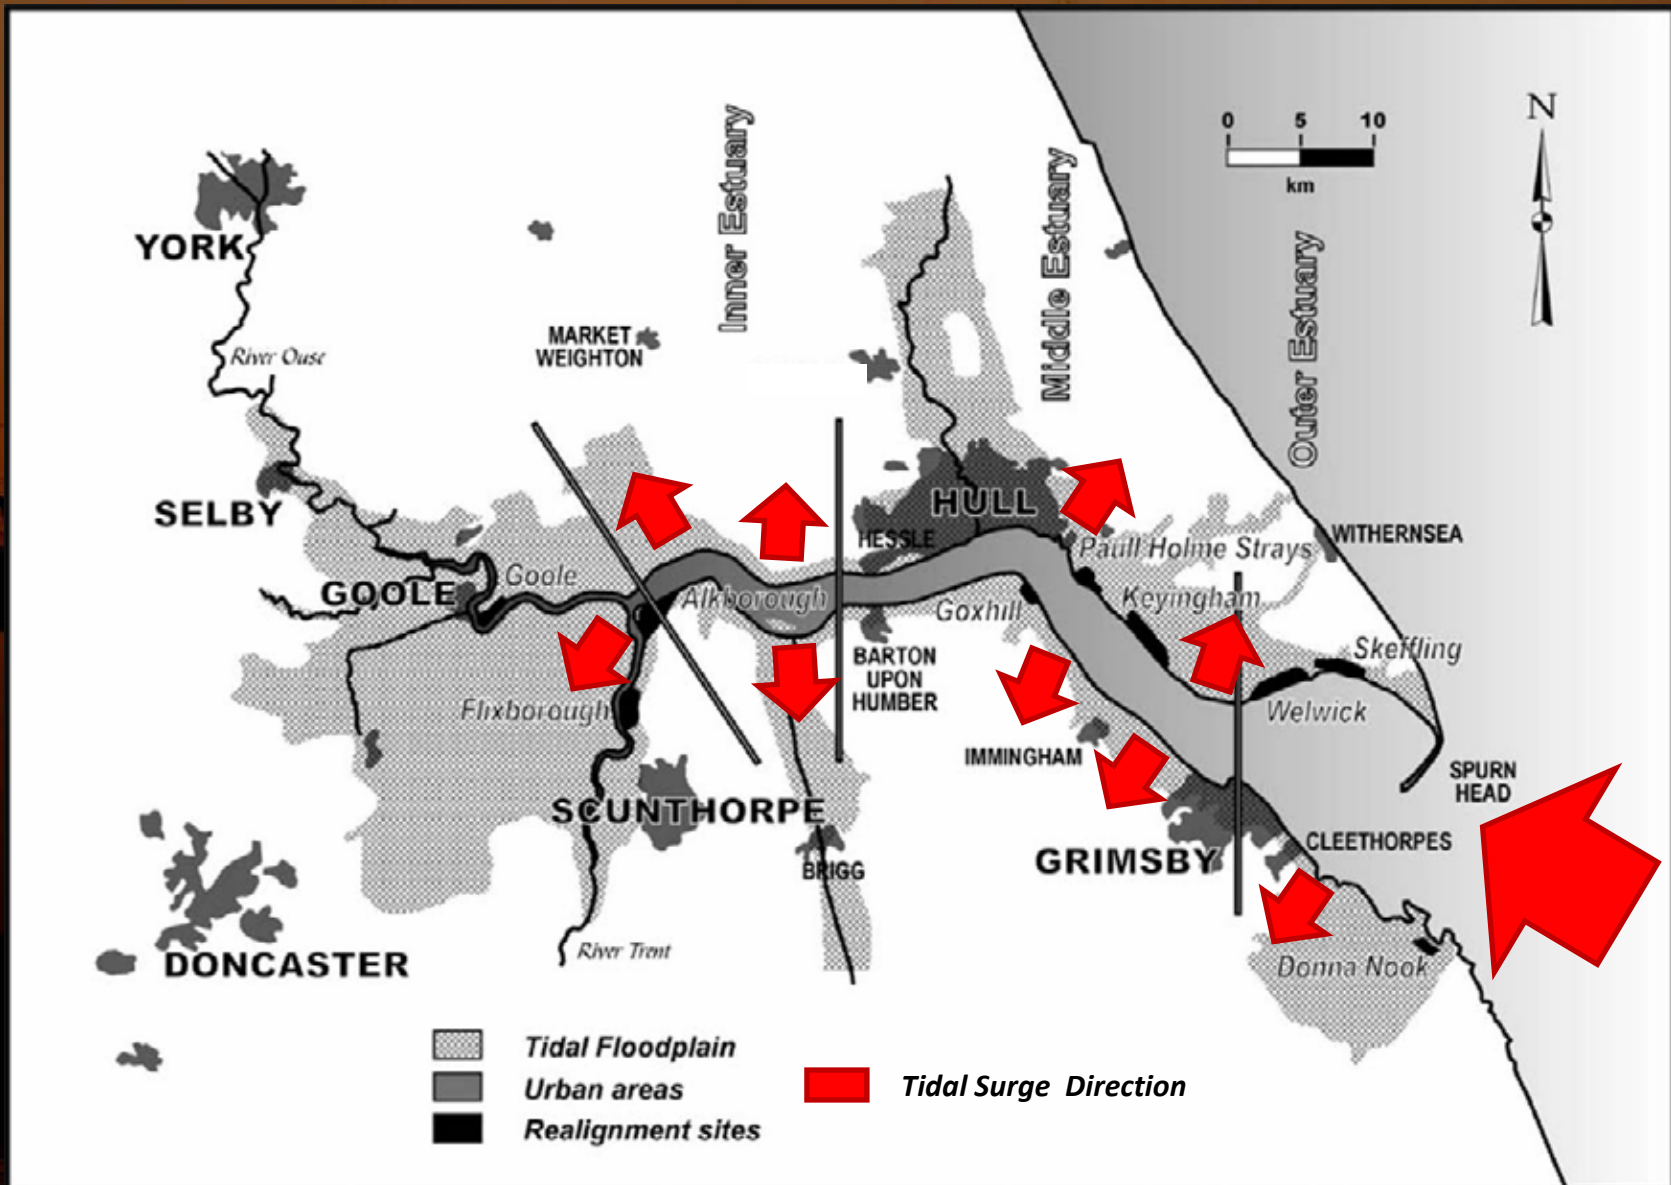 N
0 5 10
km
Inner Estuary
Middle Estuary
Outer Estuary
YORK
River Ouse
MARKET
WEIGHTON
SELBY
HULL
HESSLE
WITHERNSEA
Paull Holme Strays
GOOLE
Goole
Alkborough
Goxhill
Keyingham
Skeffling
BARTON
UPON
HUMBER
Flixborough
Welwick
IMMINGHAM
SPURN
HEAD
SCUNTHORPE
CLEETHORPES
GRIMSBY
BRIGG
River Trent
DONCASTER
Donna Nook
Tidal Floodplain
Urban areas
Realignment sites
Tidal Surge Direction